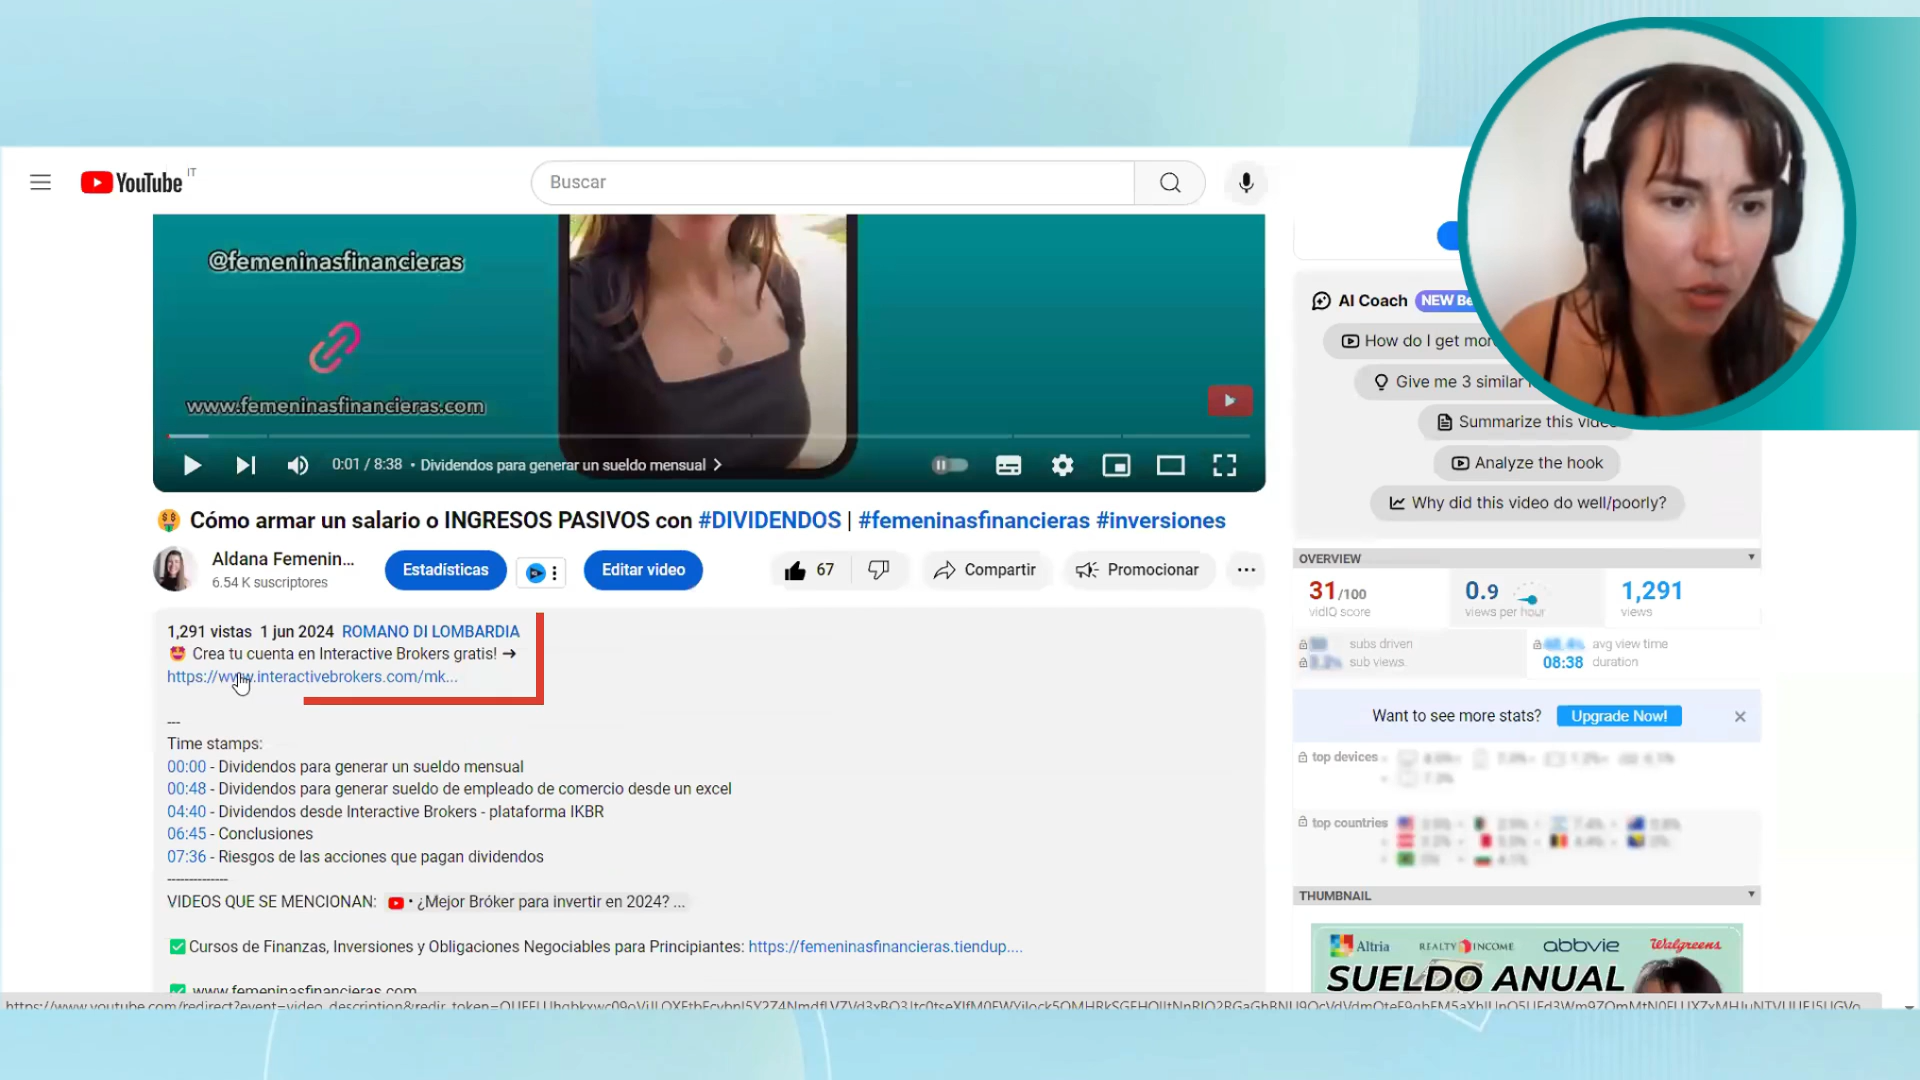 YouTube IT
Buscar
@femeninasfinancieras
www.femeninasfinancieras.com
0:01 / 8:38 • Dividendos para generar un sueldo mensual
🤑 Cómo armar un salario o INGRESOS PASIVOS con #DIVIDENDOS | #femeninasfinancieras #inversiones
Aldana Femenin...
6.54 K suscriptores
Estadísticas
Editar video
67
Compartir
Promocionar
1,291 vistas 1 jun 2024 ROMANO DI LOMBARDIA
🤩 Crea tu cuenta en Interactive Brokers gratis! ➜
https://www.interactivebrokers.com/mk...
---
Time stamps:
00:00 - Dividendos para generar un sueldo mensual
00:48 - Dividendos para generar sueldo de empleado de comercio desde un excel
04:40 - Dividendos desde Interactive Brokers - plataforma IKBR
06:45 - Conclusiones
07:36 - Riesgos de las acciones que pagan dividendos
--------------
VIDEOS QUE SE MENCIONAN: • ¿Mejor Bróker para invertir en 2024? ...
✅ Cursos de Finanzas, Inversiones y Obligaciones Negociables para Principiantes: https://femeninasfinancieras.tiendup....
✅ www.femeninasfinancieras.com
AI Coach NEW Be
How do I get mor
Give me 3 similar
Summarize this video
Analyze the hook
Why did this video do well/poorly?
OVERVIEW
31/100
vidIQ score
0.9
views per hour
1,291
views
subs driven
sub views
avg view time
08:38 duration
Want to see more stats? Upgrade Now!
top devices
top countries
THUMBNAIL
Altria REALTY INCOME abbvie Walgreens
SUELDO ANUAL